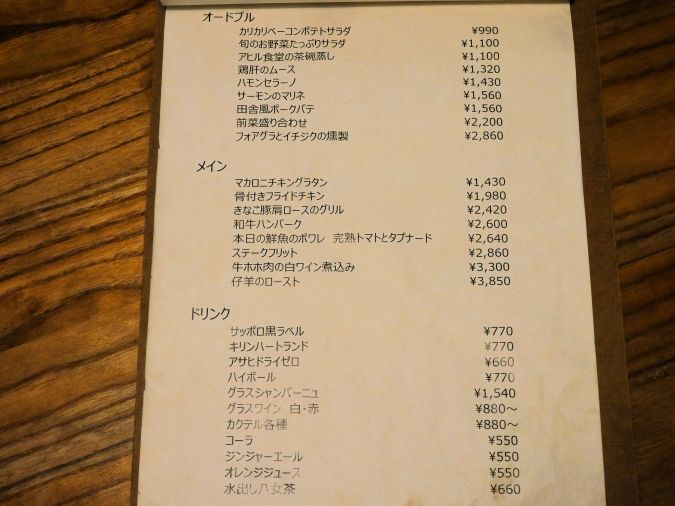 オードブル
カリカリベーコンポテトサラダ ¥990
旬のお野菜たっぷりサラダ ¥1,100
アヒル食堂の茶碗蒸し ¥1,100
鶏肝のムース ¥1,320
ハモンセラーノ ¥1,430
サーモンのマリネ ¥1,560
田舎風ポークパテ ¥1,560
前菜盛り合わせ ¥2,200
フォアグラとイチジクの燻製 ¥2,860
メイン
マカロニチキングラタン ¥1,430
骨付きフライドチキン ¥1,980
きなこ豚肩ロースのグリル ¥2,420
和牛ハンバーク ¥2,600
本日の鮮魚のポワレ 完熟トマトとタプナード ¥2,640
ステークフリット ¥2,860
牛ホホ肉の白ワイン煮込み ¥3,300
仔羊のロースト ¥3,850
ドリンク
サッポロ黒ラベル ¥770
キリンハートランド ¥770
アサヒドライゼロ ¥660
ハイボール ¥770
グラスシャンパーニュ ¥1,540
グラスワイン 白・赤 ¥880～
カクテル各種 ¥880～
コーラ ¥550
ジンジャーエール ¥550
オレンジジュース ¥550
水出し八女茶 ¥660